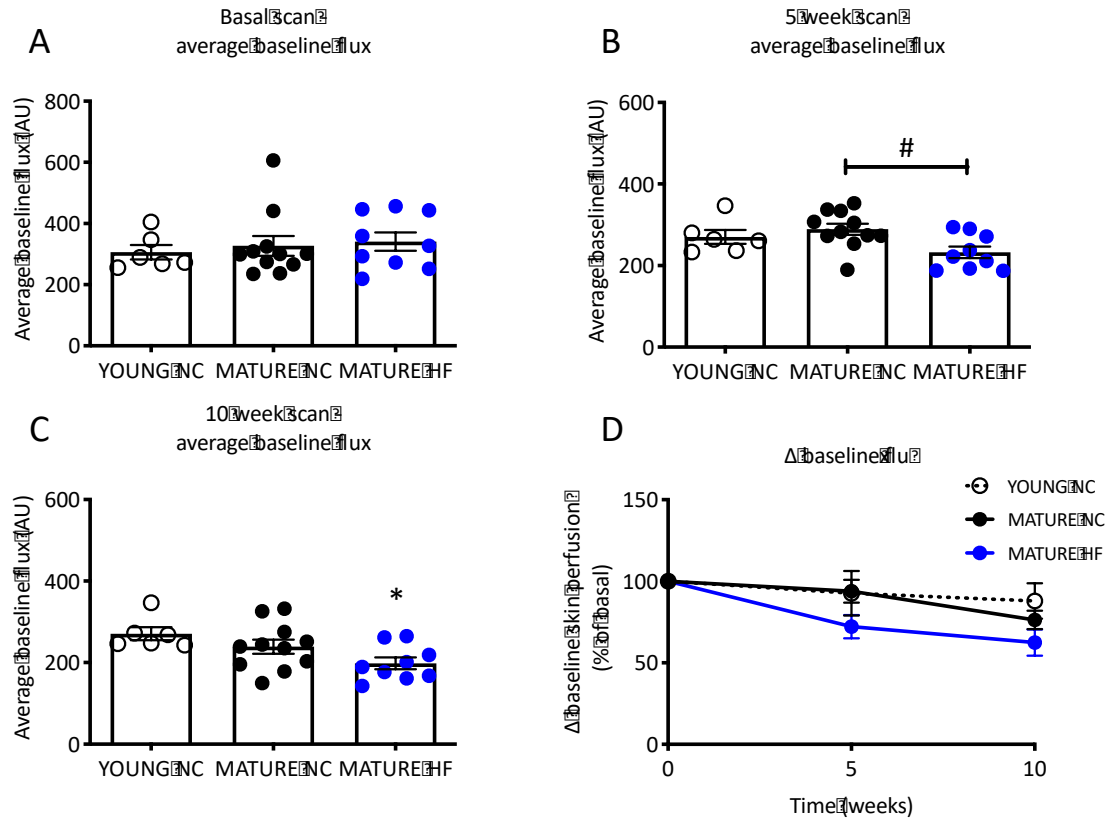 A
Basal scan -
average baseline flux
Average baseline flux (AU)
800
600
400
200
0
YOUNG NC
MATURE NC
MATURE HF
B
5 week scan -
average baseline flux
Average baseline flux (AU)
600
400
200
0
#
YOUNG NC
MATURE NC
MATURE HF
C
10 week scan -
average baseline flux
Average baseline flux (AU)
600
400
200
0
*
YOUNG NC
MATURE NC
MATURE HF
D
Δ baseline flux
Δ baseline skin perfusion
(% of basal)
150
100
50
0
0
5
10
Time (weeks)
YOUNG NC
MATURE NC
MATURE HF